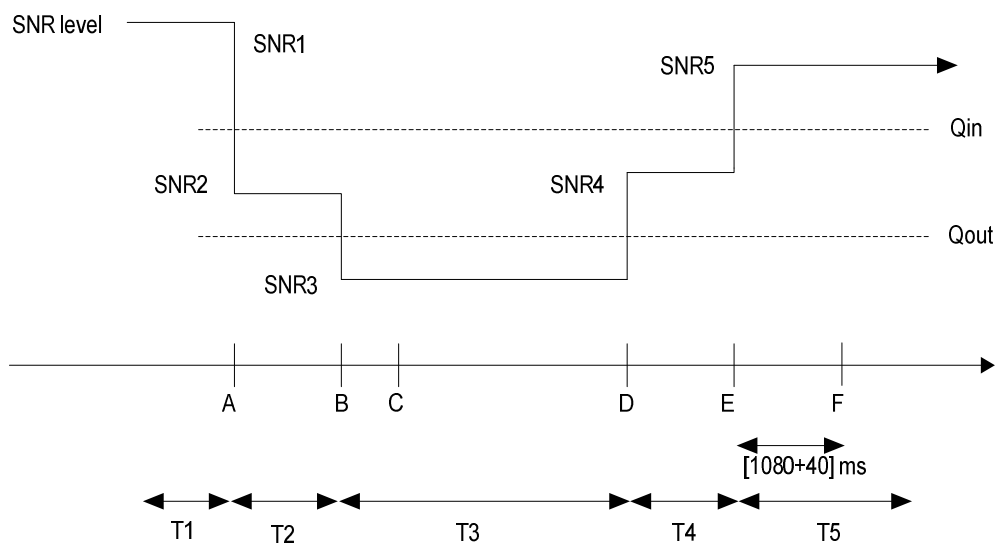 SNR level
SNR1
SNR5
Qin
SNR2
SNR4
Qout
SNR3
A
B
C
D
E
F
[1080+40] ms
T1
T2
T3
T4
T5